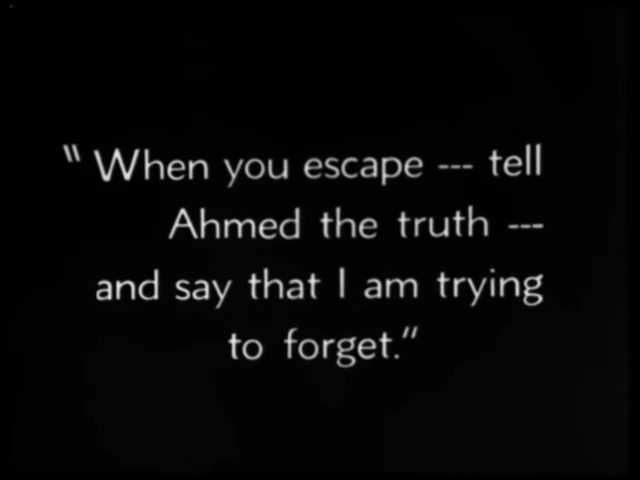 "When you escape --- tell
Ahmed the truth ---
and say that I am trying
to forget."